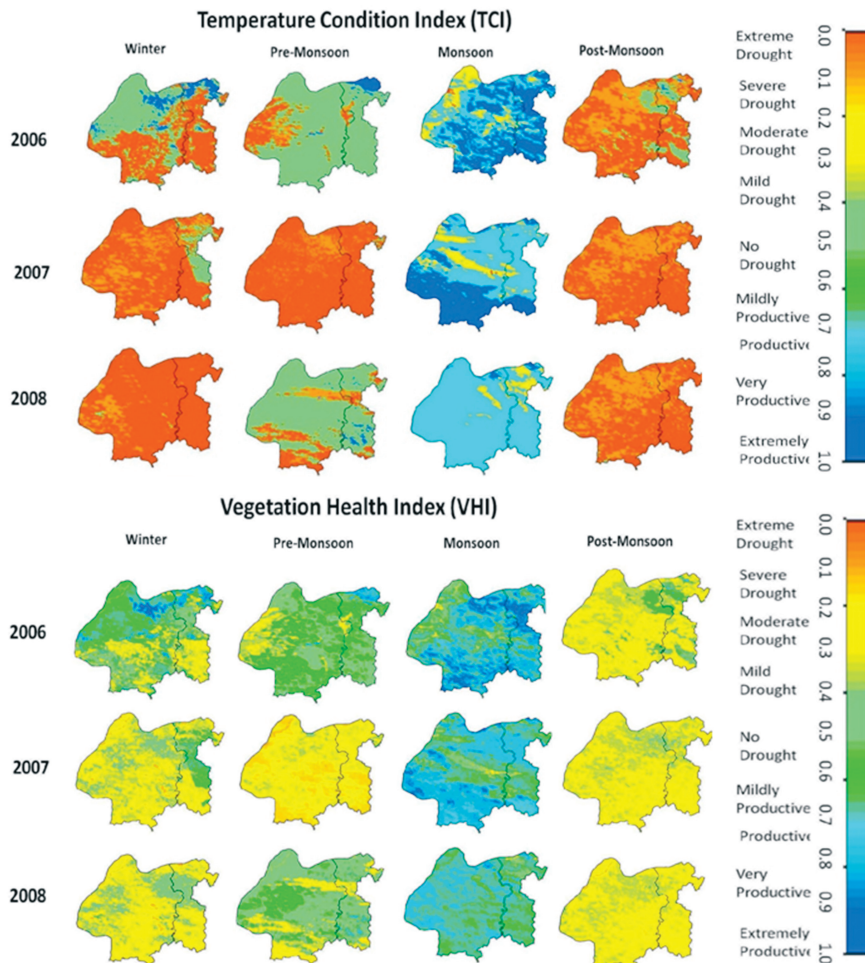 Temperature Condition Index (TCI)
Winter
Pre-Monsoon
Monsoon
Post-Monsoon
2006
2007
2008
Extreme
Drought
Severe
Drought
Moderate
Drought
Mild
Drought
No
Drought
Mildly
Productive
Productive
Very
Productive
Extremely
Productive
0.0
0.1
0.2
0.3
0.4
0.5
0.6
0.7
0.8
0.9
1.0
Vegetation Health Index (VHI)
Winter
Pre-Monsoon
Monsoon
Post-Monsoon
2006
2007
2008
Extreme
Drought
Severe
Drought
Moderate
Drought
Mild
Drought
No
Drought
Mildly
Productive
Productive
Very
Productive
Extremely
Productive
0.0
0.1
0.2
0.3
0.4
0.5
0.6
0.7
0.8
0.9
1.0